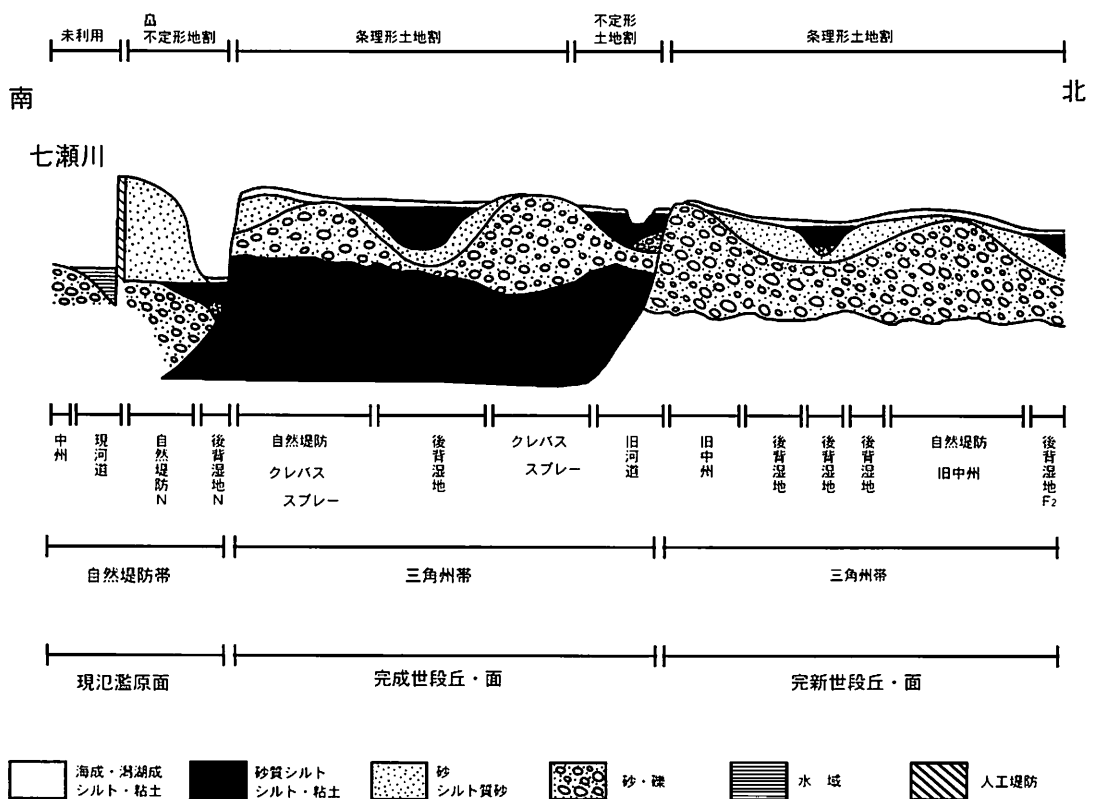 未利用
不定形地割
条理形土地割
不定形
土地割
条理形土地割
南
北
七瀬川
中州
現河道
自然堤防N
後背湿地N
自然堤防
クレバス
スプレー
後背湿地
クレバス
スプレー
旧河道
旧中州
後背湿地
後背湿地
後背湿地
自然堤防
旧中州
後背湿地F2
自然堤防帯
三角州帯
三角州帯
現氾濫原面
完成世段丘・面
完新世段丘・面
海成・潟湖成
シルト・粘土
砂質シルト
シルト・粘土
砂
シルト質砂
砂・礫
水 域
人工堤防